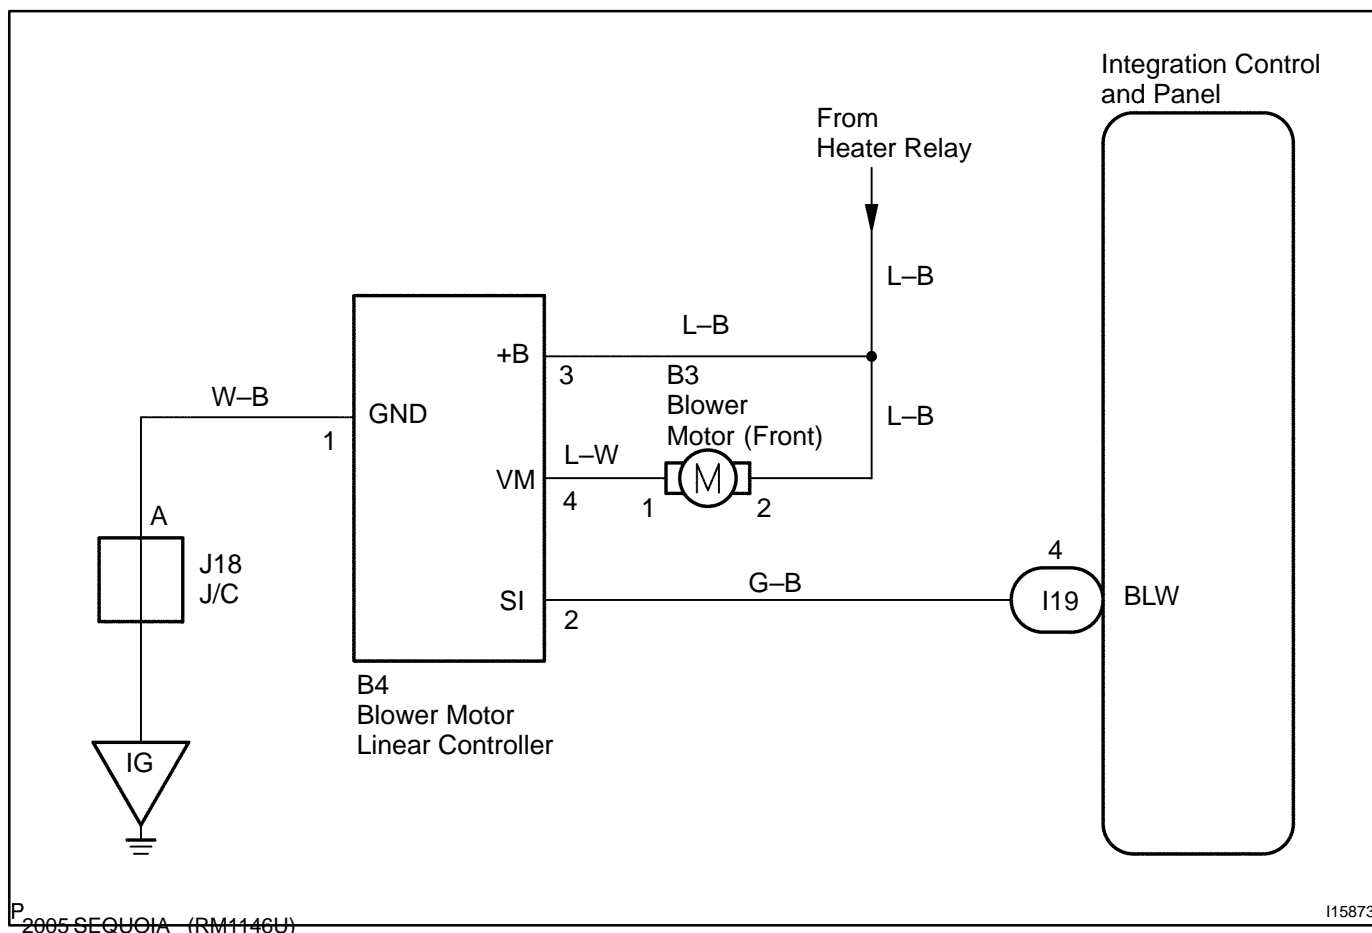 Integration Control
and Panel
From
Heater Relay
L–B
L–B
+B
3
B3
Blower
Motor (Front)
L–B
W–B
GND
1
L–W
VM
4
1
M
2
A
J18
J/C
4
G–B
SI
2
I19
BLW
B4
Blower Motor
Linear Controller
IG
P
2005 SEQUOIA (RM1146U)
I15873